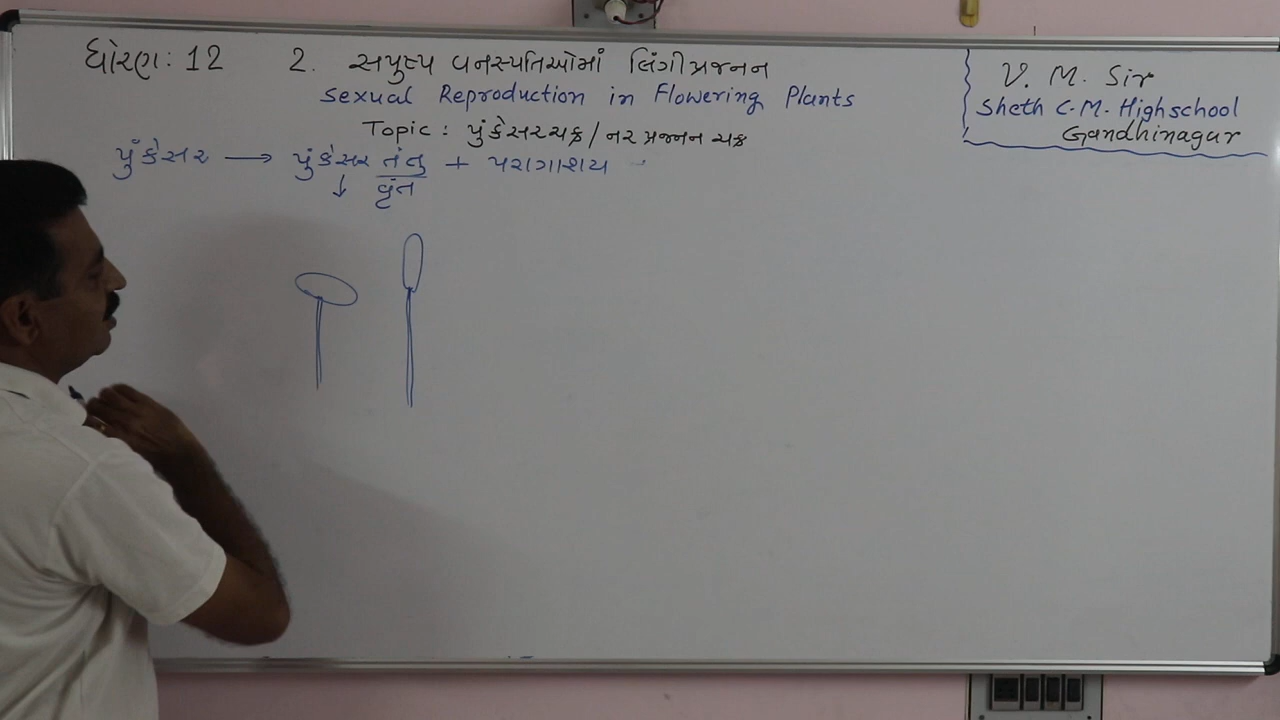 ધોરણ: 12 2. સપુષ્પ વનસ્પતિઓમાં લિંગીપ્રજનન
Sexual Reproduction in Flowering Plants
Topic : પુંકેસરચક્ર / નર પ્રજનન ચક્ર
પુંકેસર → પુંકેસર તંતુ + પરાગાશય
↓ વૃંત
V. M. Sir
Sheth C.M. Highschool
Gandhinagar